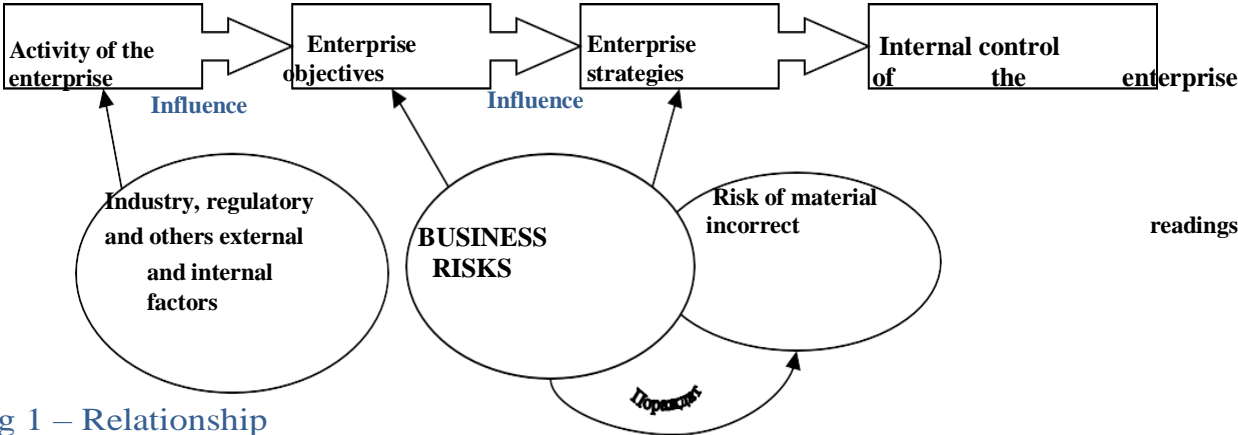 Activity of the
enterprise
Enterprise
objectives
Enterprise
strategies
Internal control
of the enterprise
Influence
Influence
Industry, regulatory
and others external
and internal
factors
BUSINESS
RISKS
Risk of material
incorrect readings
Пораждат
g 1 – Relationship